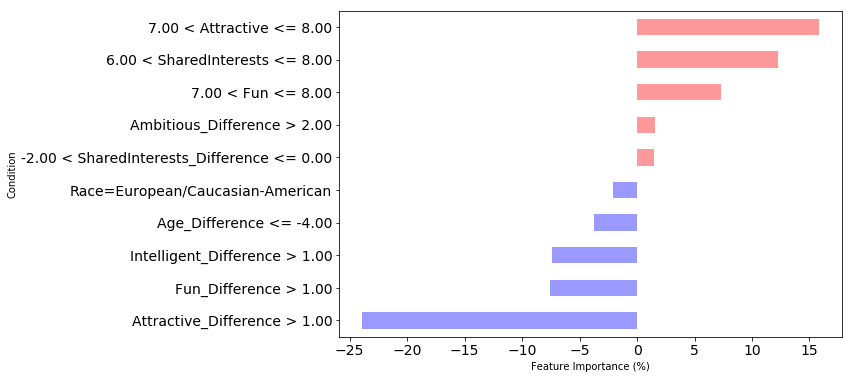 7.00 < Attractive <= 8.00
6.00 < SharedInterests <= 8.00
7.00 < Fun <= 8.00
Ambitious_Difference > 2.00
-2.00 < SharedInterests_Difference <= 0.00
Race=European/Caucasian-American
Age_Difference <= -4.00
Intelligent_Difference > 1.00
Fun_Difference > 1.00
Attractive_Difference > 1.00
Condition
−25 −20 −15 −10 −5 0 5 10 15
Feature Importance (%)